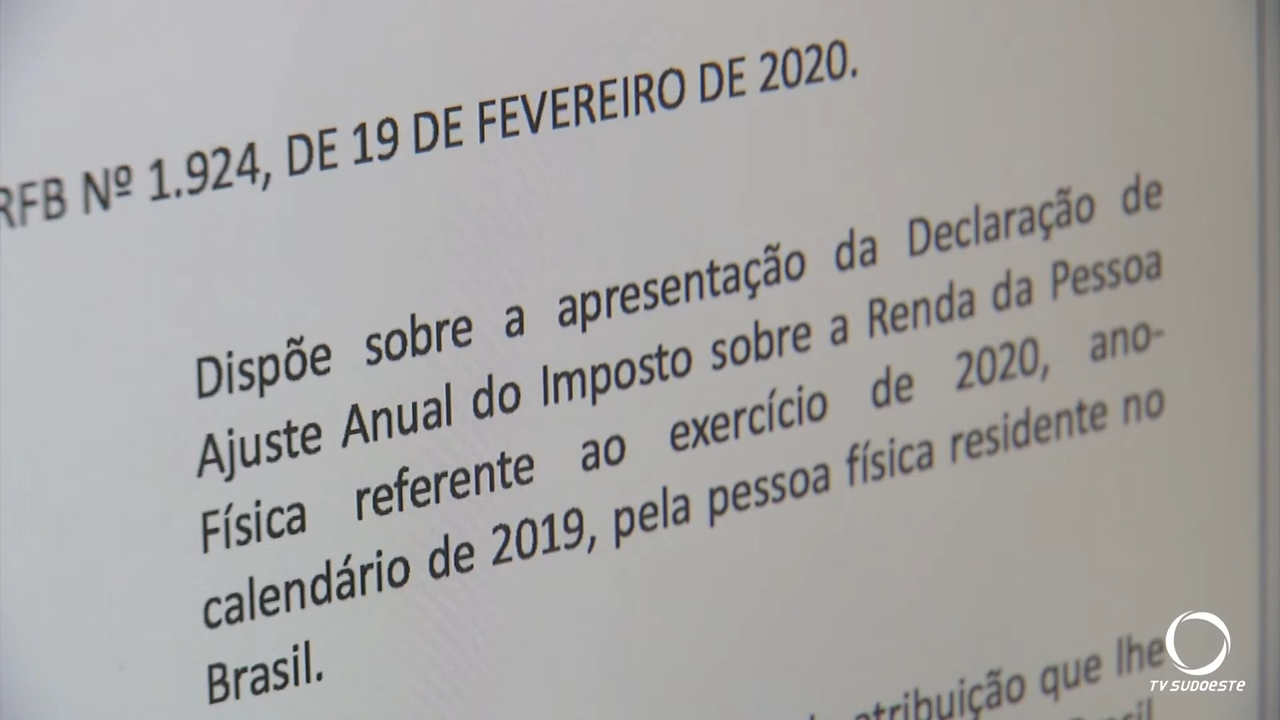 RFB Nº 1.924, DE 19 DE FEVEREIRO DE 2020.
Dispõe sobre a apresentação da Declaração de
Ajuste Anual do Imposto sobre a Renda da Pessoa
Física referente ao exercício de 2020, ano-
calendário de 2019, pela pessoa física residente no
Brasil.
atribuição que lhe
TV SUDOESTE